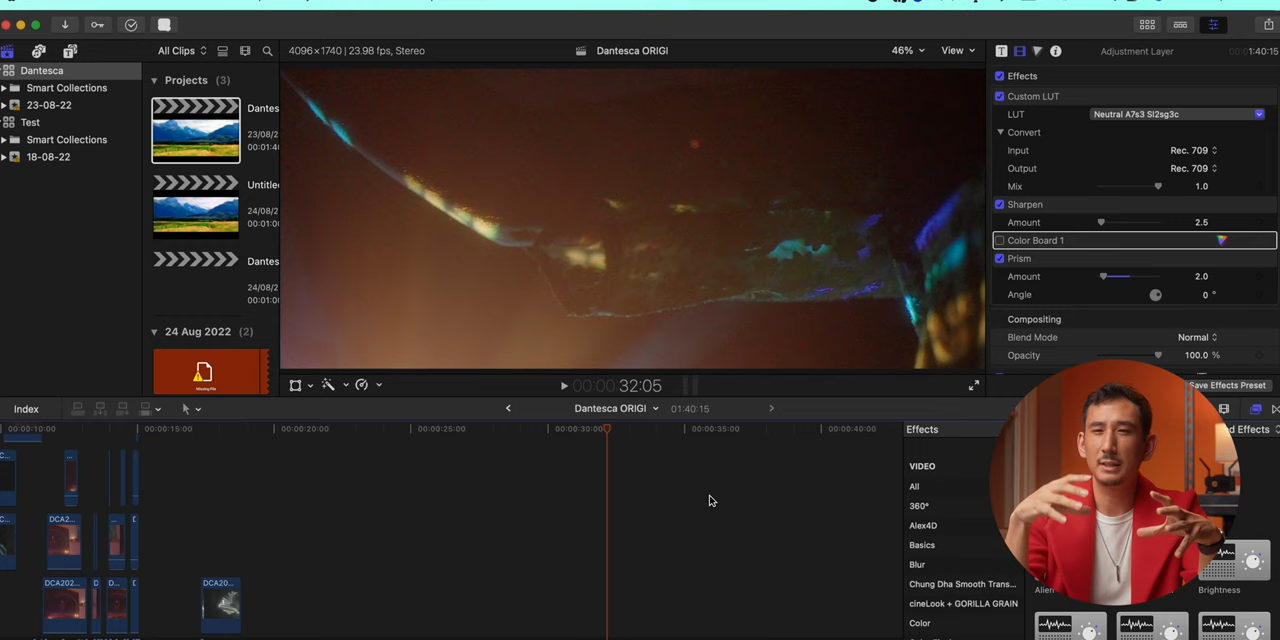 All Clips
4096×1740 | 23.98 fps, Stereo
Dantesca ORIGI
46%
View
Adjustment Layer
1:40:15
Dantesca
Smart Collections
23-08-22
Test
Smart Collections
18-08-22
Projects (3)
Dantes
23/08/2
00:01:4
Untitle
24/08/2
00:01:0
Dantes
24/08/2
00:01:0
24 Aug 2022 (2)
Missing File
Effects
Custom LUT
LUT Neutral A7s3 Sl2sg3c
Convert
Input Rec. 709
Output Rec. 709
Mix 1.0
Sharpen
Amount 2.5
Color Board 1
Prism
Amount 2.0
Angle 0 °
Compositing
Blend Mode Normal
Opacity 100.0 %
Save Effects Preset
00:00:32:05
Index
Dantesca ORIGI
01:40:15
00:00:10:00
00:00:15:00
00:00:20:00
00:00:25:00
00:00:30:00
00:00:35:00
00:00:40:00
C...
...
C
DCA2...
...
D
DCA202...
D
D...
D
DCA20...
Effects
d Effects
VIDEO
All
360°
Alex4D
Basics
Blur
Chung Dha Smooth Trans...
cineLook + GORILLA GRAIN
Color
Alien
Brightness